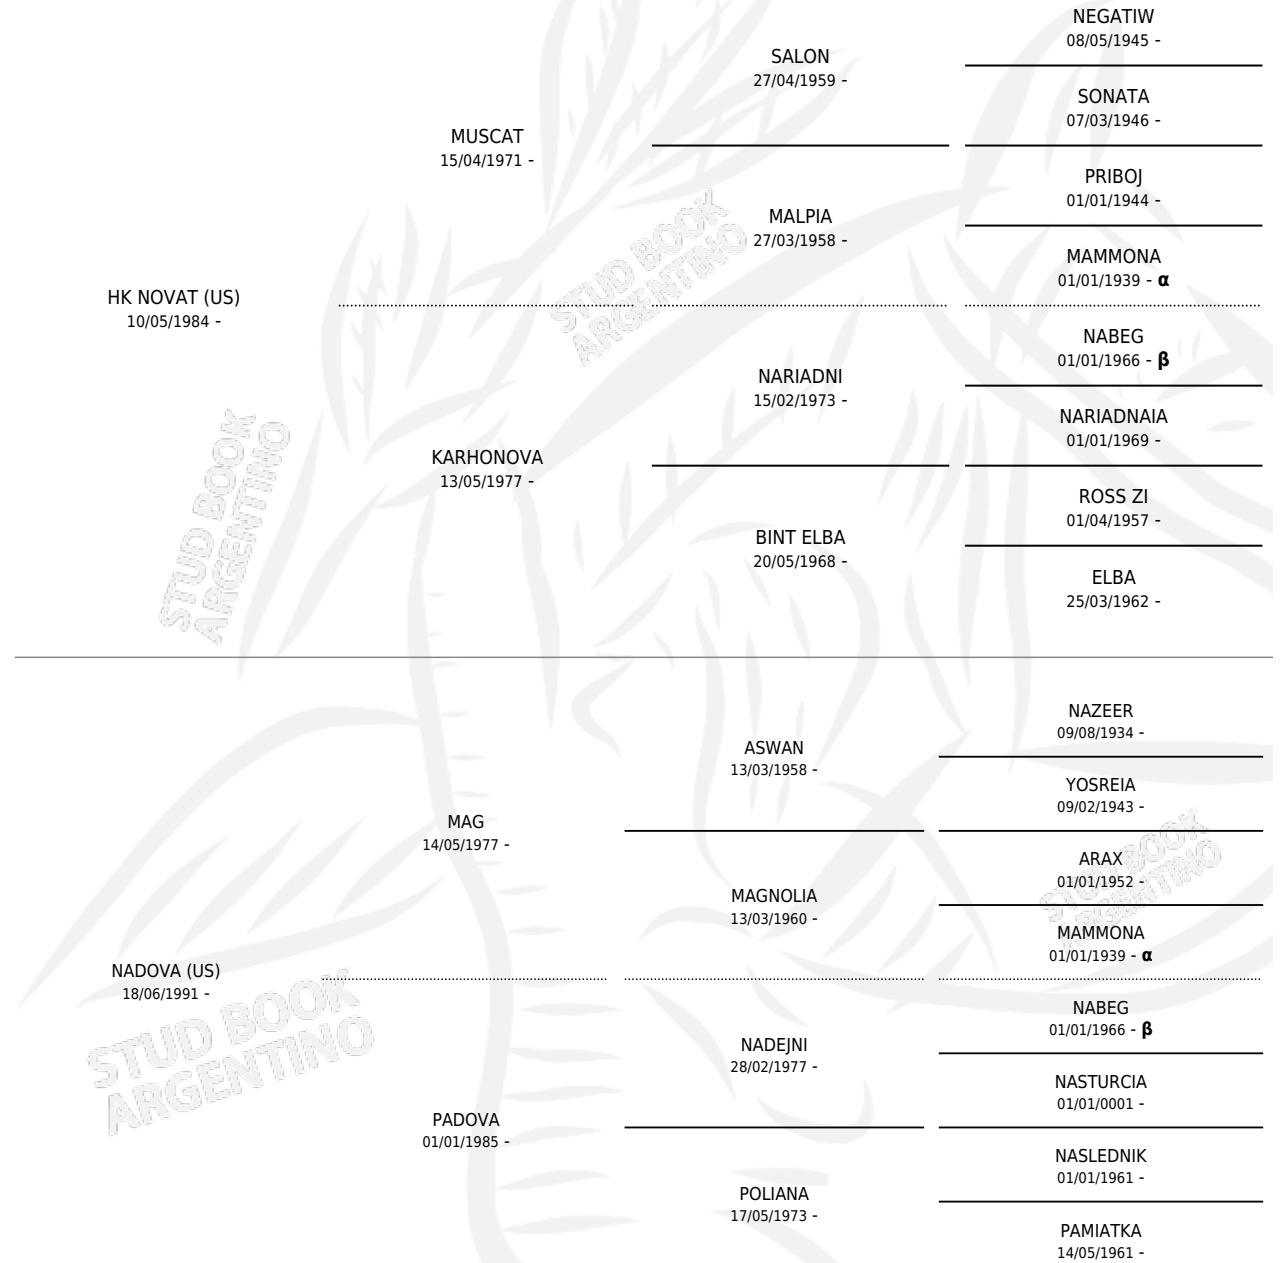 NEGATIW
08/05/1945 -
SALON
27/04/1959 -
SONATA
07/03/1946 -
MUSCAT
15/04/1971 -
PRIBOJ
01/01/1944 -
MALPIA
27/03/1958 -
MAMMONA
01/01/1939 - α
HK NOVAT (US)
10/05/1984 -
NABEG
01/01/1966 - β
NARIADNI
15/02/1973 -
NARIADNAIA
01/01/1969 -
KARHONOVA
13/05/1977 -
ROSS ZI
01/04/1957 -
BINT ELBA
20/05/1968 -
ELBA
25/03/1962 -
STUD BOOK
ARGENTINO
STUD BOOK
ARGENTINO
NAZEER
09/08/1934 -
ASWAN
13/03/1958 -
YOSREIA
09/02/1943 -
MAG
14/05/1977 -
ARAX
01/01/1952 -
MAGNOLIA
13/03/1960 -
MAMMONA
01/01/1939 - α
NADOVA (US)
18/06/1991 -
NABEG
01/01/1966 - β
NADEJNI
28/02/1977 -
NASTURCIA
01/01/0001 -
PADOVA
01/01/1985 -
NASLEDNIK
01/01/1961 -
POLIANA
17/05/1973 -
PAMIATKA
14/05/1961 -
STUD BOOK
ARGENTINO
STUD BOOK
ARGENTINO